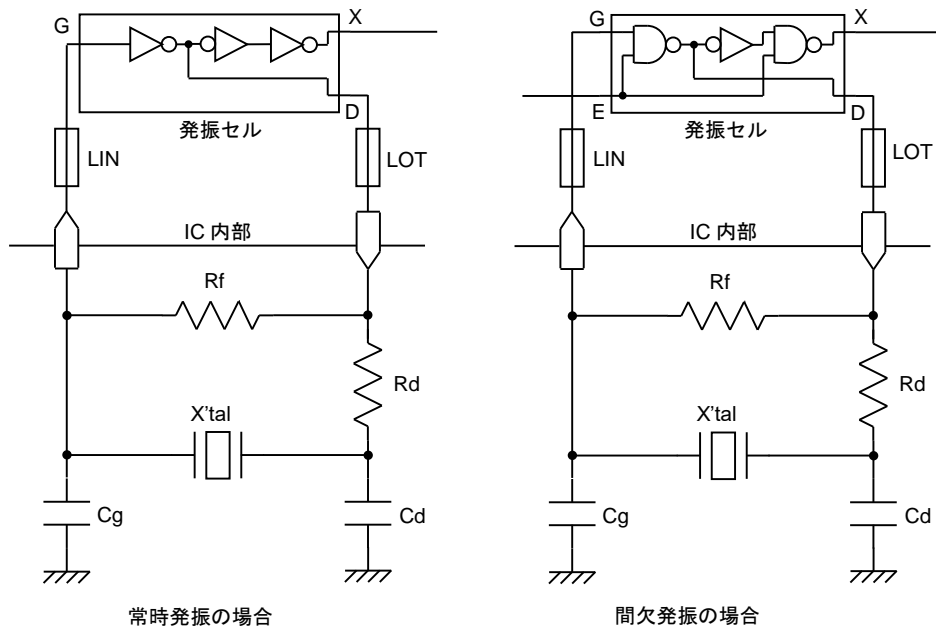 G
X
D
発振セル
LIN
LOT
IC 内部
Rf
Rd
X'tal
Cg
Cd
常時発振の場合
G
X
E
D
発振セル
LIN
LOT
IC 内部
Rf
Rd
X'tal
Cg
Cd
間欠発振の場合